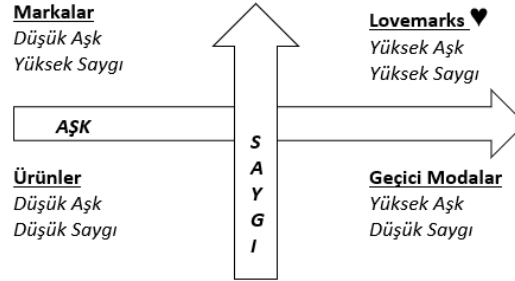 Markalar
Düşük Aşk
Yüksek Saygı
Lovemarks ♥
Yüksek Aşk
Yüksek Saygı
AŞK
SAYGI
Ürünler
Düşük Aşk
Düşük Saygı
Geçici Modalar
Yüksek Aşk
Düşük Saygı